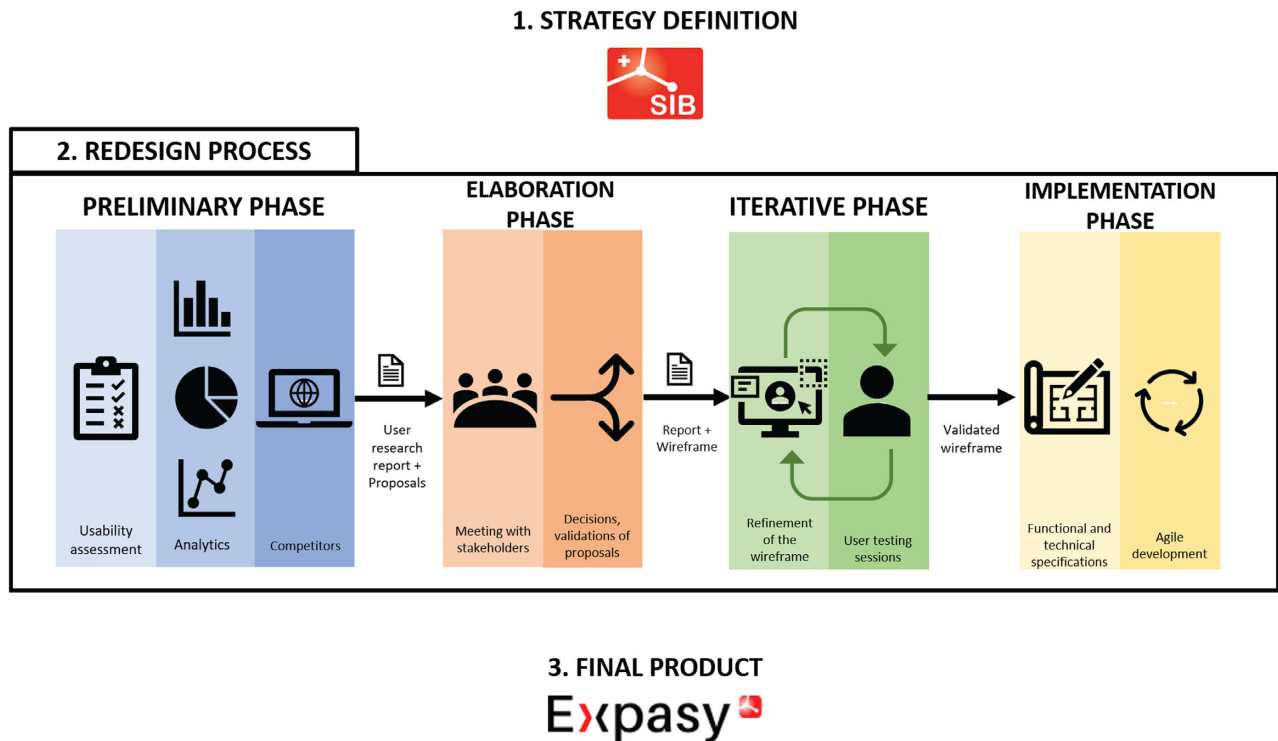 1. STRATEGY DEFINITION
SIB
2. REDESIGN PROCESS
PRELIMINARY PHASE
ELABORATION
PHASE
ITERATIVE PHASE
IMPLEMENTATION
PHASE
Usability
assessment
Analytics
Competitors
User
research
report +
Proposals
Meeting with
stakeholders
Decisions,
validations of
proposals
Report +
Wireframe
Refinement
of the
wireframe
User testing
sessions
Validated
wireframe
Functional and
technical
specifications
Agile
development
3. FINAL PRODUCT
Expasy